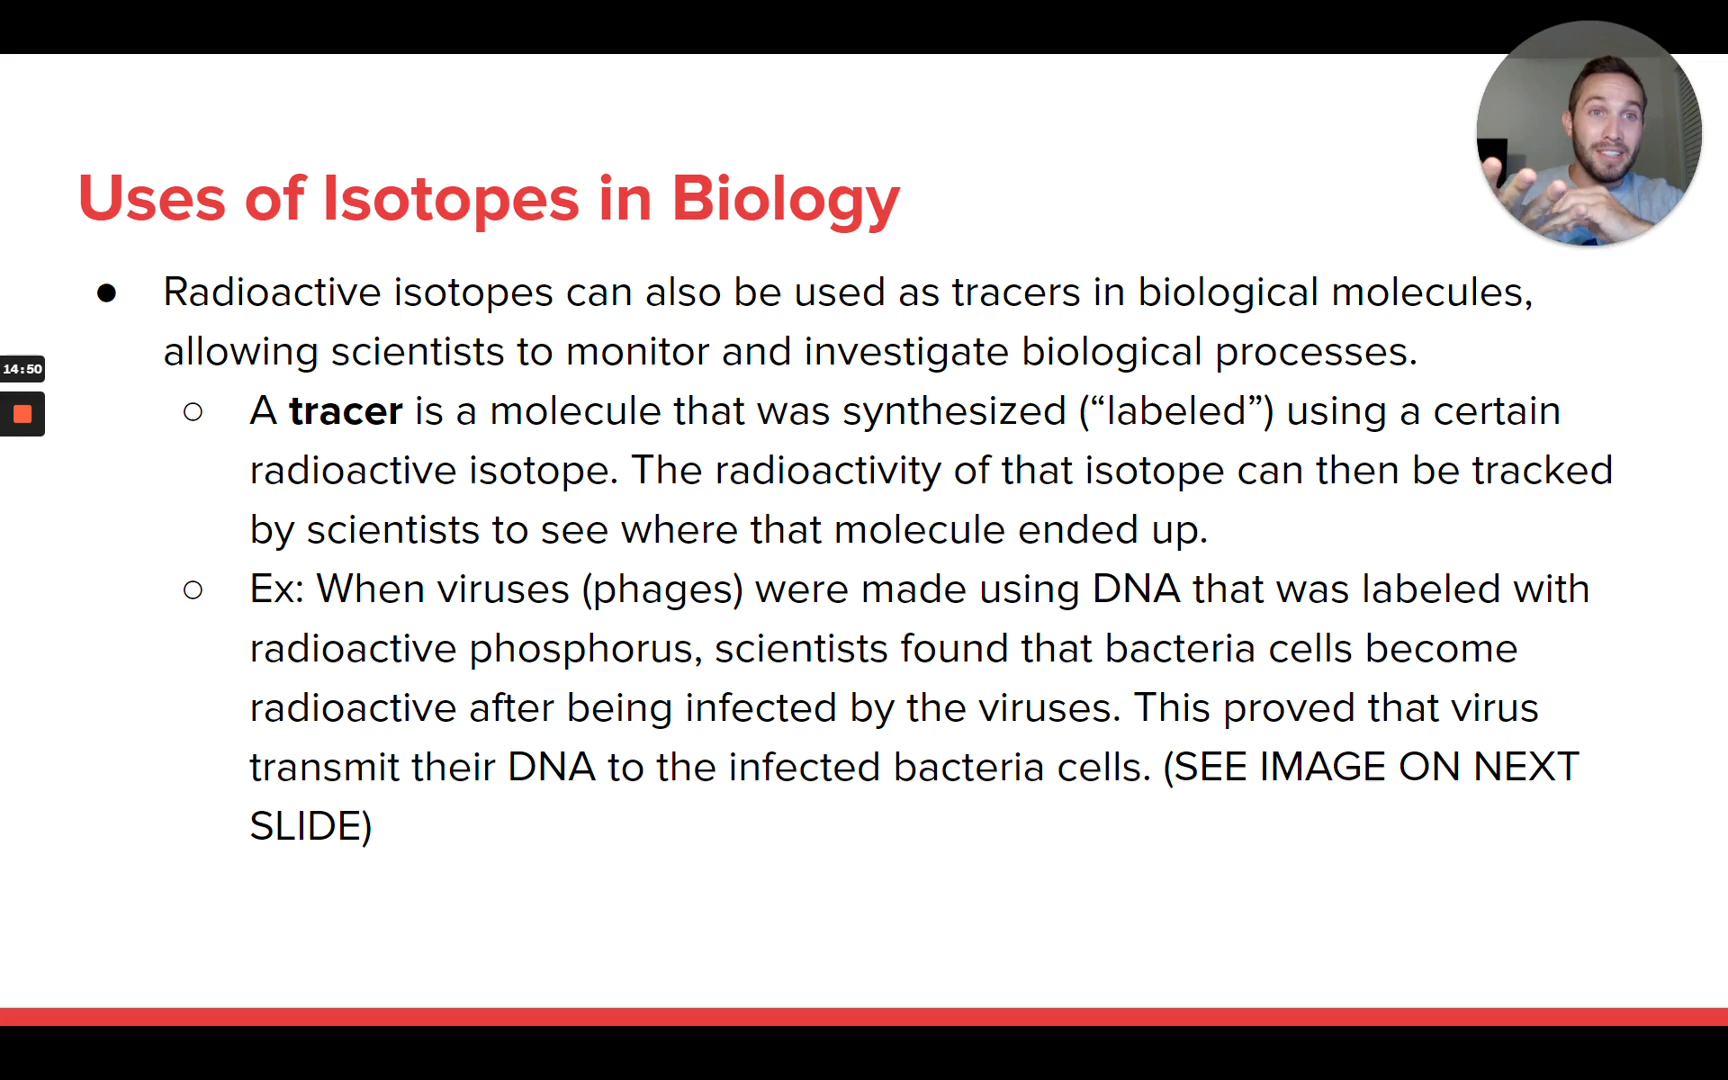 Uses of Isotopes in Biology
● Radioactive isotopes can also be used as tracers in biological molecules,
allowing scientists to monitor and investigate biological processes.
○ A tracer is a molecule that was synthesized (“labeled”) using a certain
radioactive isotope. The radioactivity of that isotope can then be tracked
by scientists to see where that molecule ended up.
○ Ex: When viruses (phages) were made using DNA that was labeled with
radioactive phosphorus, scientists found that bacteria cells become
radioactive after being infected by the viruses. This proved that virus
transmit their DNA to the infected bacteria cells. (SEE IMAGE ON NEXT
SLIDE)
14:50